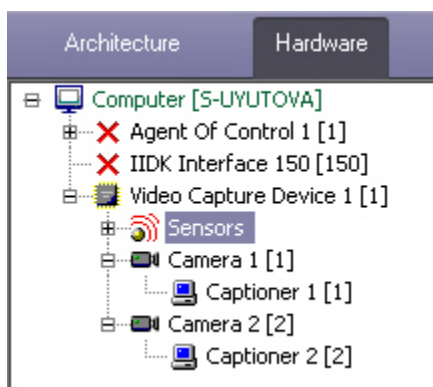 Architecture Hardware
Computer [S-UYUTOVA]
Agent Of Control 1 [1]
IIDK Interface 150 [150]
Video Capture Device 1 [1]
Sensors
Camera 1 [1]
Captioner 1 [1]
Camera 2 [2]
Captioner 2 [2]